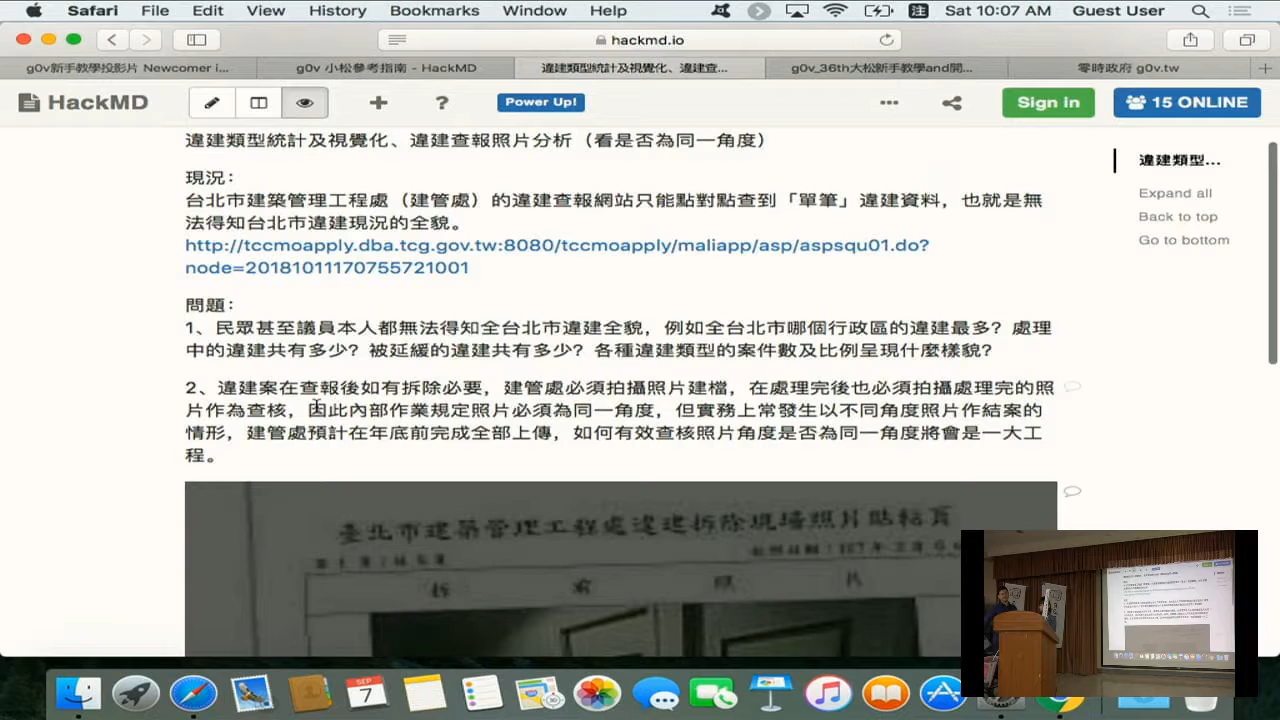 Safari File Edit View History Bookmarks Window Help 注 Sat 10:07 AM Guest User
hackmd.io
g0v新手教學投影片 Newcomer i... g0v 小松參考指南 - HackMD 違建類型統計及視覺化、違建查... g0v_36th大松新手教學and開... 零時政府 g0v.tw
HackMD Power Up! Sign in 15 ONLINE
違建類型統計及視覺化、違建查報照片分析（看是否為同一角度）
現況：
台北市建築管理工程處（建管處）的違建查報網站只能點對點查到「單筆」違建資料，也就是無
法得知台北市違建現況的全貌。
http://tccmoapply.dba.tcg.gov.tw:8080/tccmoapply/maliapp/asp/aspsqu01.do?
node=20181011170755721001
問題：
1、民眾甚至議員本人都無法得知全台北市違建全貌，例如全台北市哪個行政區的違建最多？處理
中的違建共有多少？被延緩的違建共有多少？各種違建類型的案件數及比例呈現什麼樣貌？
2、違建案在查報後如有拆除必要，建管處必須拍攝照片建檔，在處理完後也必須拍攝處理完的照
片作為查核，因此內部作業規定照片必須為同一角度，但實務上常發生以不同角度照片作結案的
情形，建管處預計在年底前完成全部上傳，如何有效查核照片角度是否為同一角度將會是一大工
程。
臺北市建築管理工程處違建拆除現場照片黏貼頁
違建類型...
Expand all
Back to top
Go to bottom
SEP
7